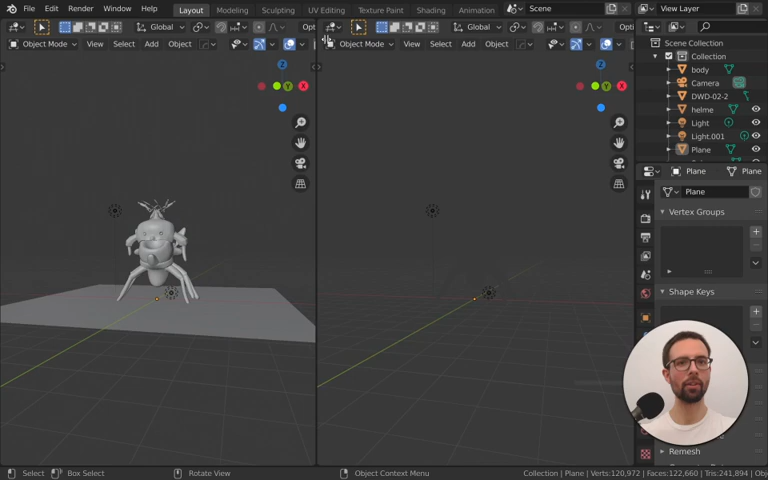 File Edit Render Window Help Layout Modeling Sculpting UV Editing Texture Paint Shading Animation Scene View Layer
Global Opt Global Opti
Object Mode View Select Add Object Object Mode View Select Add Object
Z Z
Y X Y X
Scene Collection
Collection
body
Camera
DWD-02-2
helme
Light
Light.001
Plane
Plane Plane
Plane
Vertex Groups
Shape Keys
Remesh
Select Box Select Rotate View Object Context Menu Collection | Plane | Verts:120,972 | Faces:122,660 | Tris:241,894 | Obj